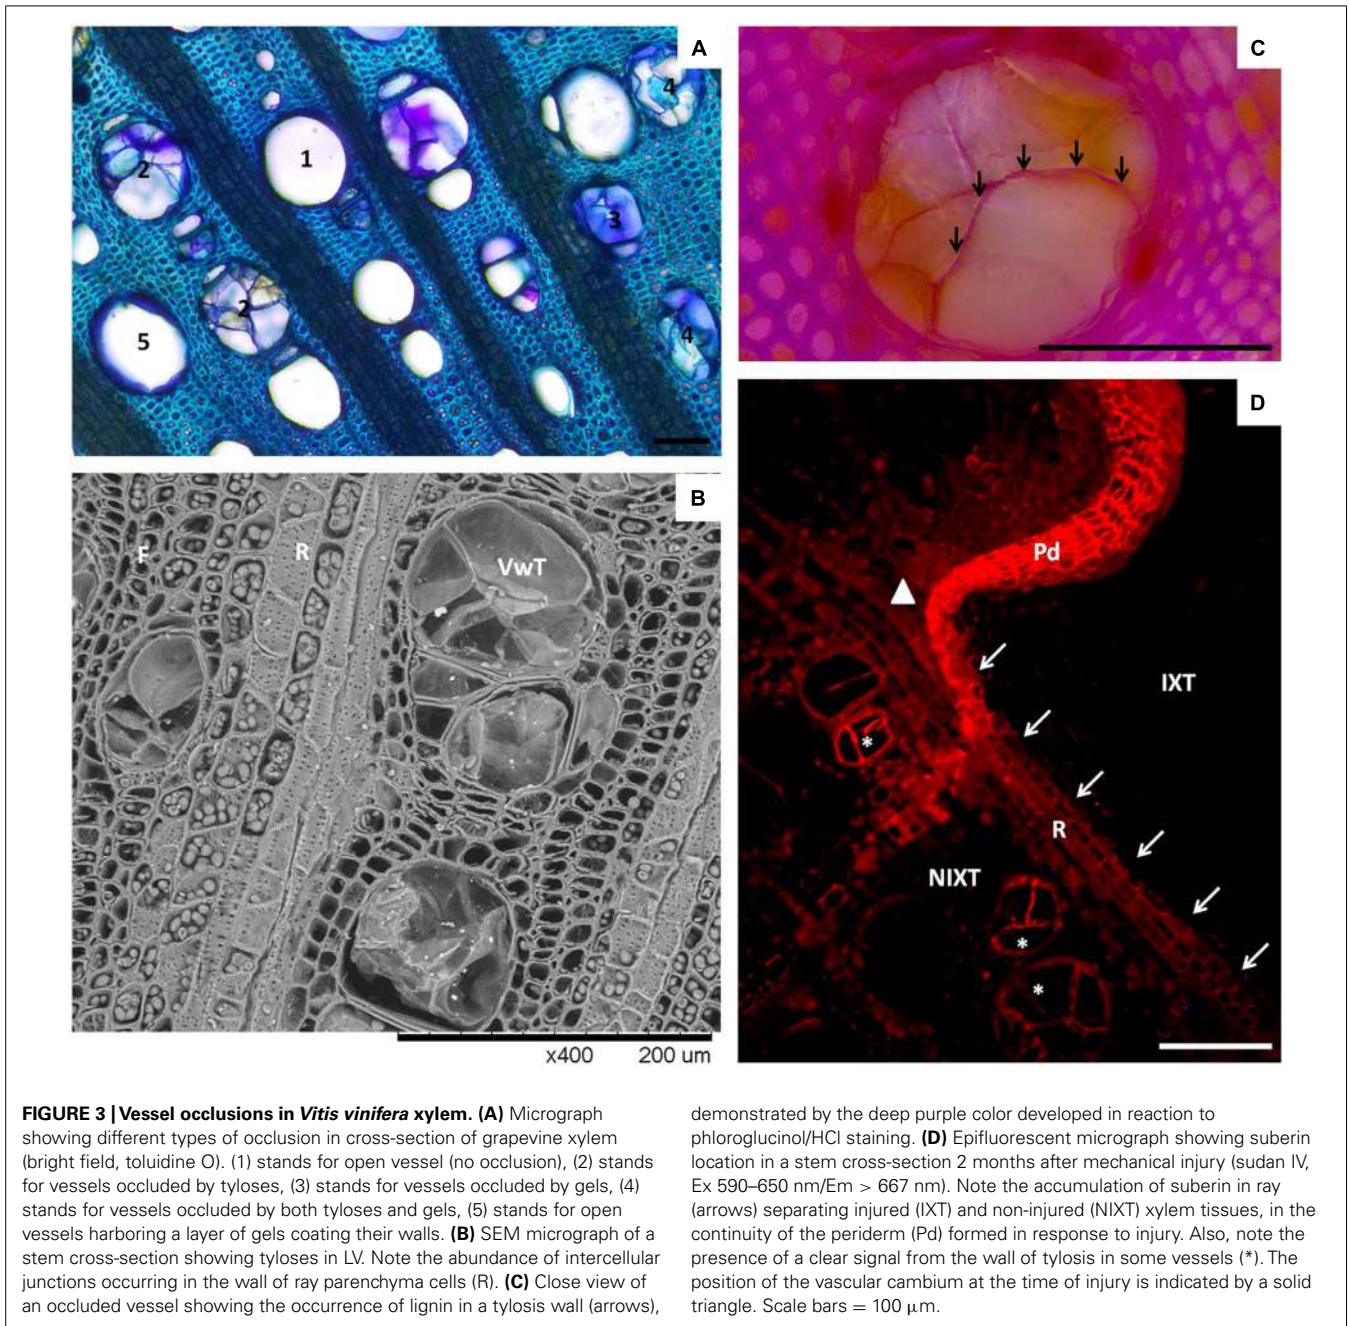 A
1
2
2
3
4
4
5
B
F
R
VwT
x400 200 um
C
D
Pd
IXT
*
R
NIXT
*
*
FIGURE 3 | Vessel occlusions in Vitis vinifera xylem. (A) Micrograph
showing different types of occlusion in cross-section of grapevine xylem
(bright field, toluidine O). (1) stands for open vessel (no occlusion), (2) stands
for vessels occluded by tyloses, (3) stands for vessels occluded by gels, (4)
stands for vessels occluded by both tyloses and gels, (5) stands for open
vessels harboring a layer of gels coating their walls. (B) SEM micrograph of a
stem cross-section showing tyloses in LV. Note the abundance of intercellular
junctions occurring in the wall of ray parenchyma cells (R). (C) Close view of
an occluded vessel showing the occurrence of lignin in a tylosis wall (arrows),
demonstrated by the deep purple color developed in reaction to
phloroglucinol/HCl staining. (D) Epifluorescent micrograph showing suberin
location in a stem cross-section 2 months after mechanical injury (sudan IV,
Ex 590–650 nm/Em > 667 nm). Note the accumulation of suberin in ray
(arrows) separating injured (IXT) and non-injured (NIXT) xylem tissues, in the
continuity of the periderm (Pd) formed in response to injury. Also, note the
presence of a clear signal from the wall of tylosis in some vessels (*). The
position of the vascular cambium at the time of injury is indicated by a solid
triangle. Scale bars = 100 μm.